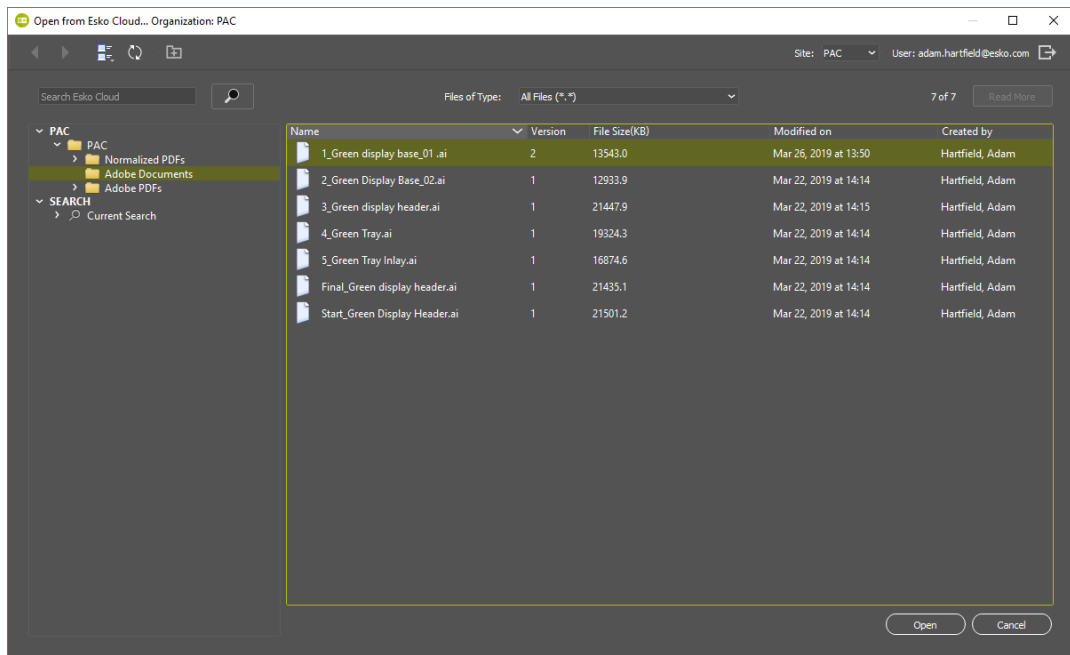 Open from Esko Cloud... Organization: PAC
Site: PAC User: adam.hartfield@esko.com
Search Esko Cloud Files of Type: All Files (*.*) 7 of 7 Read More
PAC
PAC
Normalized PDFs
Adobe Documents
Adobe PDFs
SEARCH
Current Search
Name Version File Size(KB) Modified on Created by
1_Green display base_01 .ai 2 13543.0 Mar 26, 2019 at 13:50 Hartfield, Adam
2_Green Display Base_02.ai 1 12933.9 Mar 22, 2019 at 14:14 Hartfield, Adam
3_Green display header.ai 1 21447.9 Mar 22, 2019 at 14:15 Hartfield, Adam
4_Green Tray.ai 1 19324.3 Mar 22, 2019 at 14:14 Hartfield, Adam
5_Green Tray Inlay.ai 1 16874.6 Mar 22, 2019 at 14:14 Hartfield, Adam
Final_Green display header.ai 1 21435.1 Mar 22, 2019 at 14:14 Hartfield, Adam
Start_Green Display Header.ai 1 21501.2 Mar 22, 2019 at 14:14 Hartfield, Adam
Open Cancel